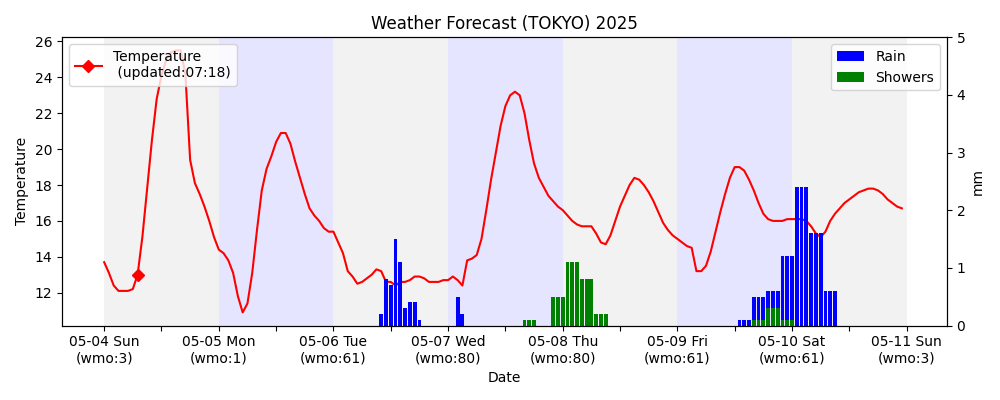 Weather Forecast (TOKYO) 2025
Temperature
(updated:07:18)
Rain
Showers
26
24
22
20
18
16
14
12
Temperature
5
4
3
2
1
0
mm
05-04 Sun
(wmo:3)
05-05 Mon
(wmo:1)
05-06 Tue
(wmo:61)
05-07 Wed
(wmo:80)
05-08 Thu
(wmo:80)
05-09 Fri
(wmo:61)
05-10 Sat
(wmo:61)
05-11 Sun
(wmo:3)
Date